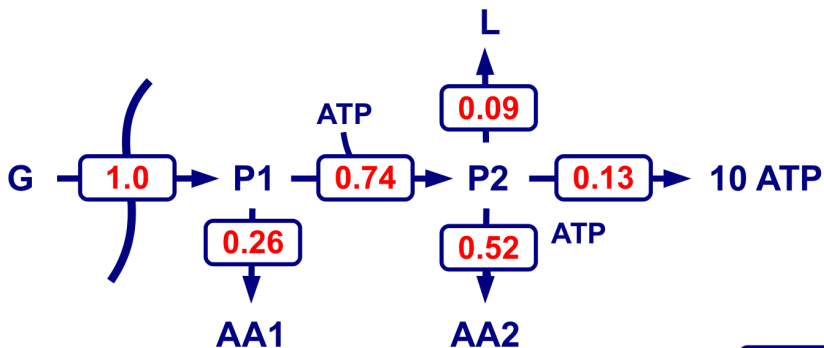 L
0.09
ATP
G 1.0 P1 0.74 P2 0.13 10 ATP
0.26 0.52 ATP
AA1 AA2